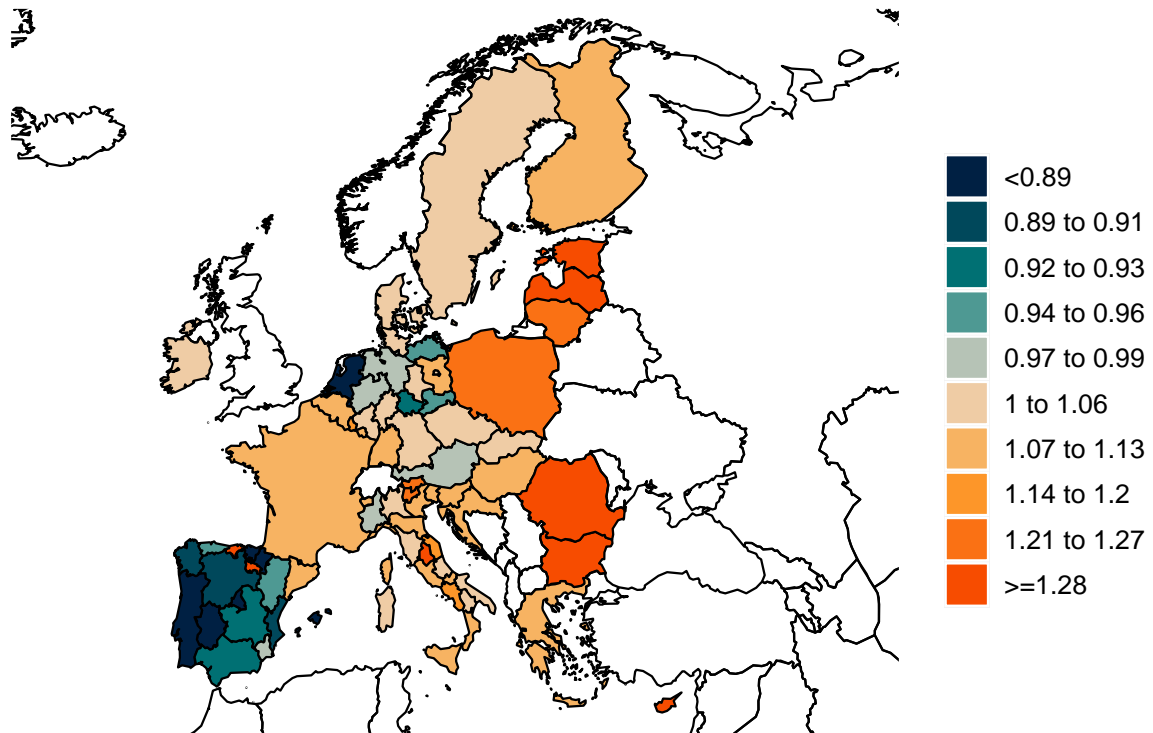 <0.89
0.89 to 0.91
0.92 to 0.93
0.94 to 0.96
0.97 to 0.99
1 to 1.06
1.07 to 1.13
1.14 to 1.2
1.21 to 1.27
>=1.28